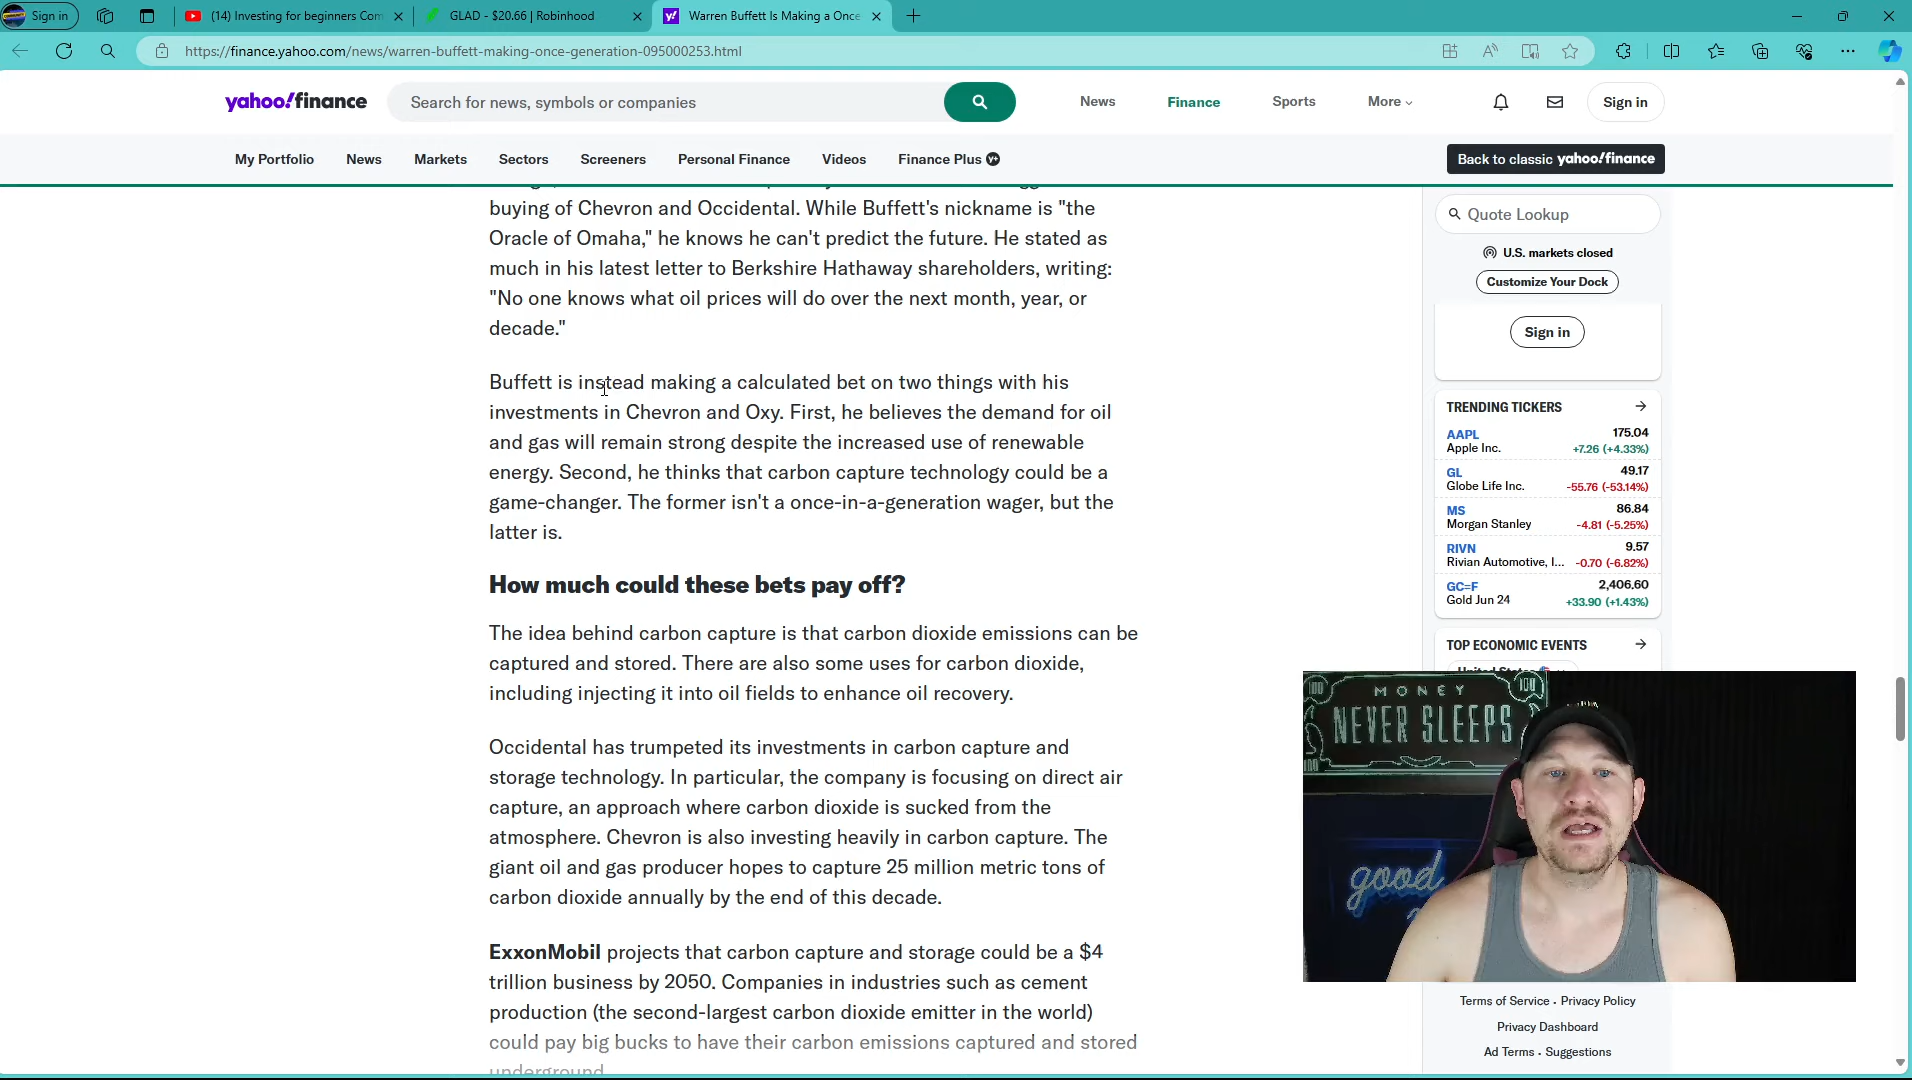 Sign in
(14) Investing for beginners Com
GLAD - $20.66 | Robinhood
Warren Buffett Is Making a Once
https://finance.yahoo.com/news/warren-buffett-making-once-generation-095000253.html
yahoo!finance
Search for news, symbols or companies
News
Finance
Sports
More
Sign in
My Portfolio
News
Markets
Sectors
Screeners
Personal Finance
Videos
Finance Plus
Back to classic yahoo!finance
buying of Chevron and Occidental. While Buffett's nickname is "the
Oracle of Omaha," he knows he can't predict the future. He stated as
much in his latest letter to Berkshire Hathaway shareholders, writing:
"No one knows what oil prices will do over the next month, year, or
decade."
Buffett is instead making a calculated bet on two things with his
investments in Chevron and Oxy. First, he believes the demand for oil
and gas will remain strong despite the increased use of renewable
energy. Second, he thinks that carbon capture technology could be a
game-changer. The former isn't a once-in-a-generation wager, but the
latter is.
How much could these bets pay off?
The idea behind carbon capture is that carbon dioxide emissions can be
captured and stored. There are also some uses for carbon dioxide,
including injecting it into oil fields to enhance oil recovery.
Occidental has trumpeted its investments in carbon capture and
storage technology. In particular, the company is focusing on direct air
capture, an approach where carbon dioxide is sucked from the
atmosphere. Chevron is also investing heavily in carbon capture. The
giant oil and gas producer hopes to capture 25 million metric tons of
carbon dioxide annually by the end of this decade.
ExxonMobil projects that carbon capture and storage could be a $4
trillion business by 2050. Companies in industries such as cement
production (the second-largest carbon dioxide emitter in the world)
could pay big bucks to have their carbon emissions captured and stored
underground
Quote Lookup
U.S. markets closed
Customize Your Dock
Sign in
TRENDING TICKERS
AAPL 175.04
Apple Inc. +7.26 (+4.33%)
GL 49.17
Globe Life Inc. -55.76 (-53.14%)
MS 86.84
Morgan Stanley -4.81 (-5.25%)
RIVN 9.57
Rivian Automotive, I... -0.70 (-6.82%)
GC=F 2,406.60
Gold Jun 24 +33.90 (+1.43%)
TOP ECONOMIC EVENTS
United States
100 MONEY 100
NEVER SLEEPS
100
good
Terms of Service • Privacy Policy
Privacy Dashboard
Ad Terms • Suggestions